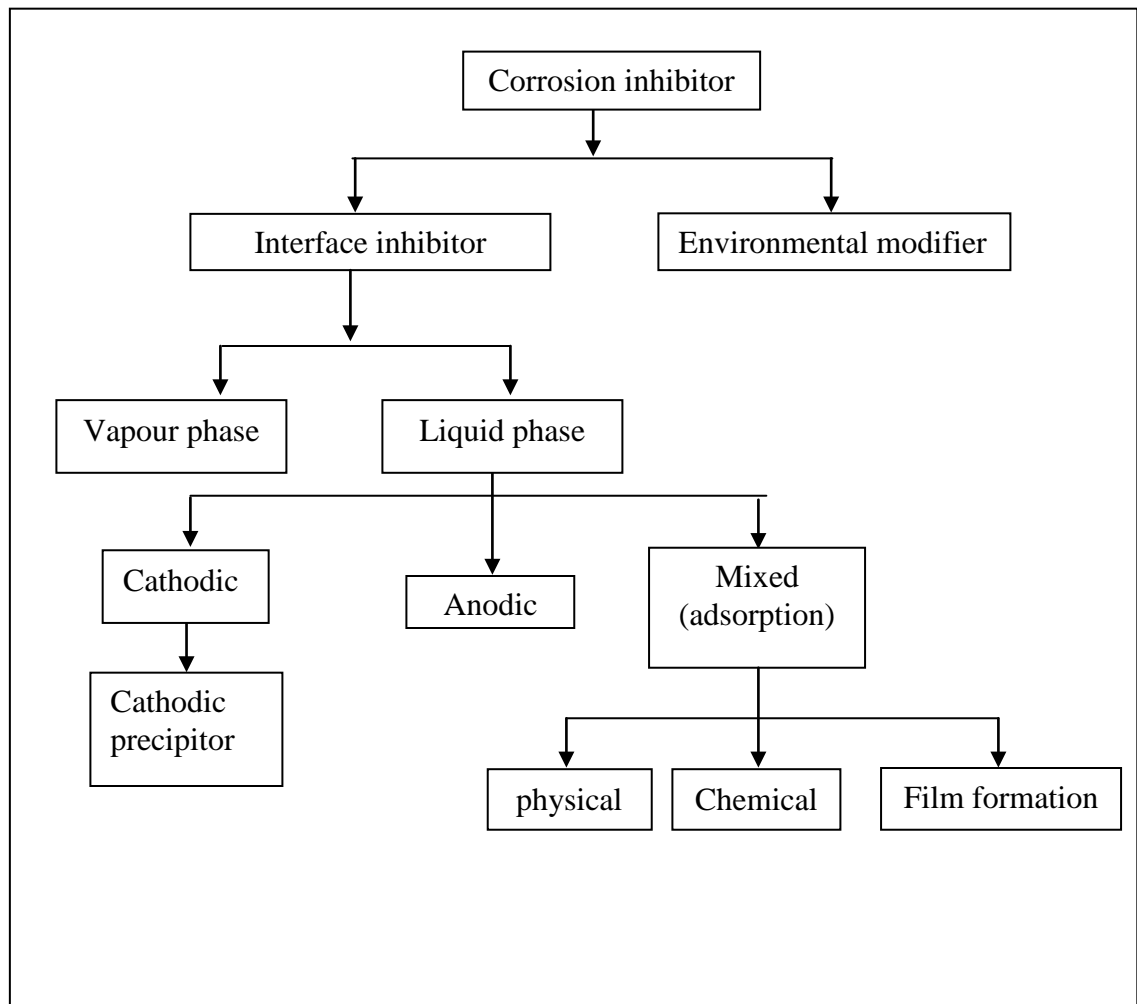 Corrosion inhibitor
Interface inhibitor
Environmental modifier
Vapour phase
Liquid phase
Cathodic
Anodic
Mixed
(adsorption)
Cathodic
precipitor
physical
Chemical
Film formation